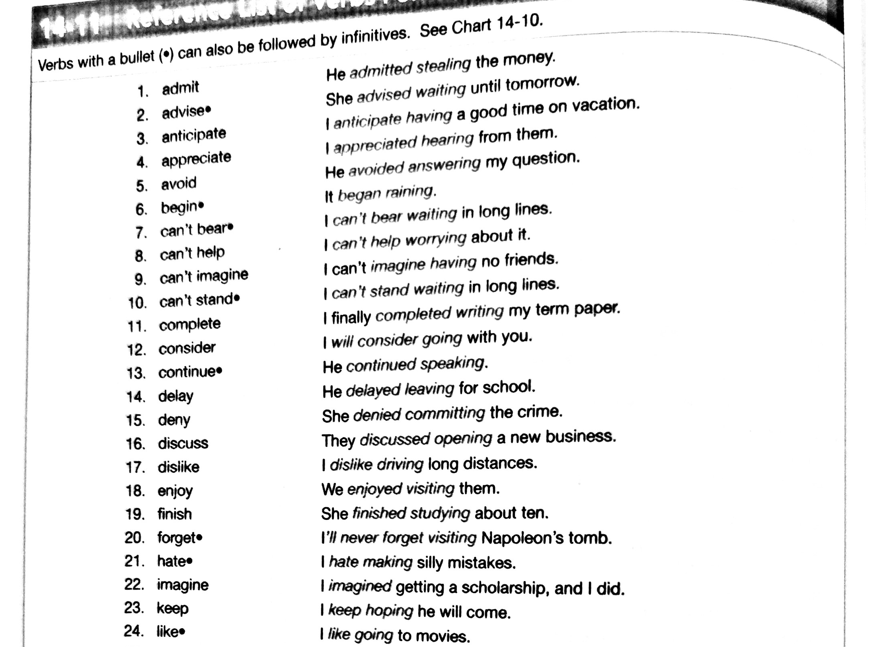 14-11 Reference List of Verbs
Verbs with a bullet (•) can also be followed by infinitives. See Chart 14-10.
1. admit He admitted stealing the money.
2. advise• She advised waiting until tomorrow.
3. anticipate I anticipate having a good time on vacation.
4. appreciate I appreciated hearing from them.
5. avoid He avoided answering my question.
6. begin• It began raining.
7. can't bear• I can't bear waiting in long lines.
8. can't help I can't help worrying about it.
9. can't imagine I can't imagine having no friends.
10. can't stand• I can't stand waiting in long lines.
11. complete I finally completed writing my term paper.
12. consider I will consider going with you.
13. continue• He continued speaking.
14. delay He delayed leaving for school.
15. deny She denied committing the crime.
16. discuss They discussed opening a new business.
17. dislike I dislike driving long distances.
18. enjoy We enjoyed visiting them.
19. finish She finished studying about ten.
20. forget• I'll never forget visiting Napoleon's tomb.
21. hate• I hate making silly mistakes.
22. imagine I imagined getting a scholarship, and I did.
23. keep I keep hoping he will come.
24. like• I like going to movies.